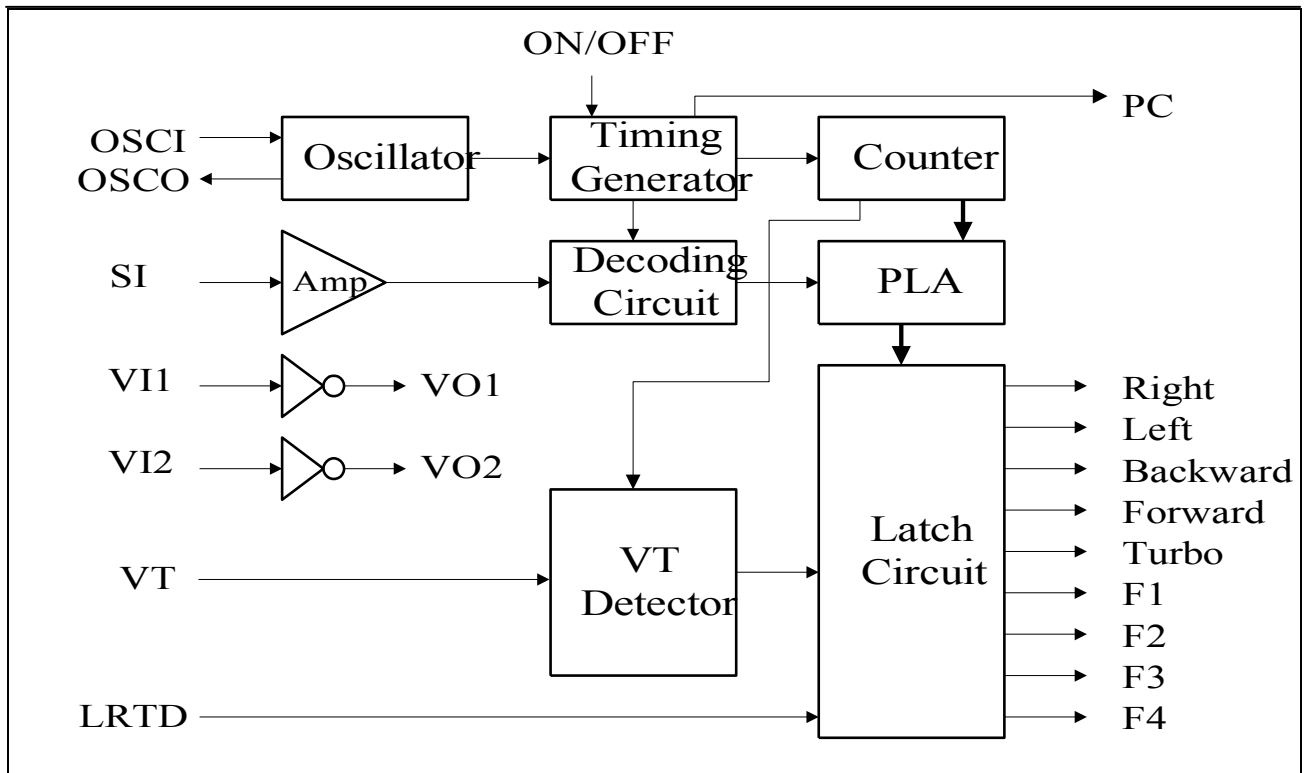 ON/OFF
PC
OSCI
OSCO
Oscillator
Timing
Generator
Counter
SI
Amp
Decoding
Circuit
PLA
VI1
VO1
VI2
VO2
VT
VT
Detector
LRTD
Latch
Circuit
Right
Left
Backward
Forward
Turbo
F1
F2
F3
F4